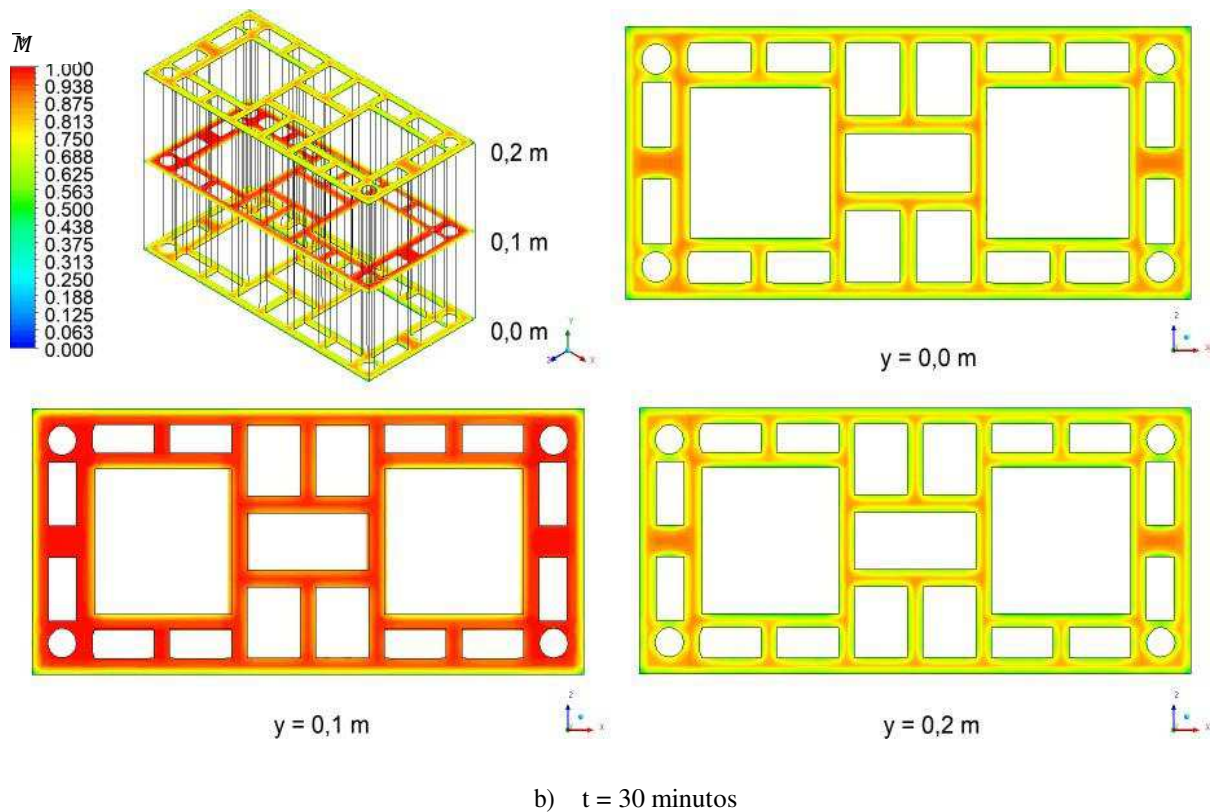 M̄
1.000
0.938
0.875
0.813
0.750
0.688
0.625
0.563
0.500
0.438
0.375
0.313
0.250
0.188
0.125
0.063
0.000
0,2 m
0,1 m
0,0 m
Y
Z
X
Z
X
y = 0,0 m
Z
X
y = 0,1 m
Z
X
y = 0,2 m
b) t = 30 minutos